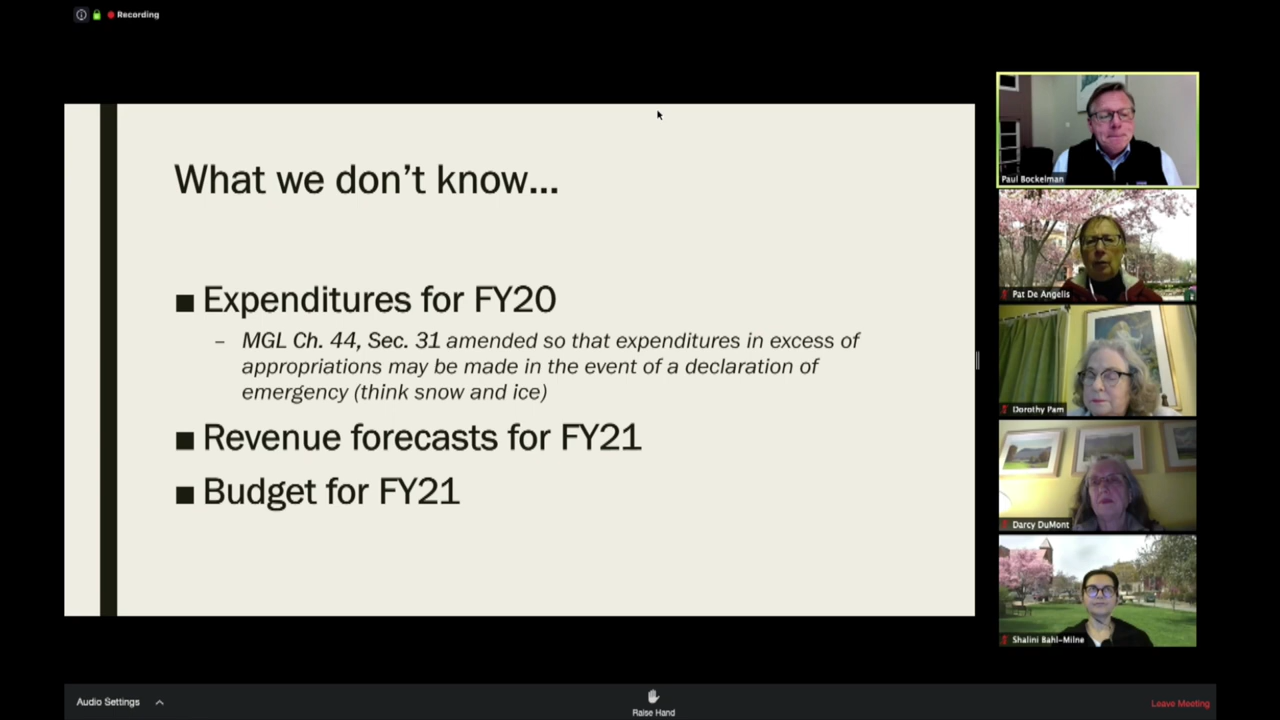 Recording
What we don't know...
■ Expenditures for FY20
– MGL Ch. 44, Sec. 31 amended so that expenditures in excess of
appropriations may be made in the event of a declaration of
emergency (think snow and ice)
■ Revenue forecasts for FY21
■ Budget for FY21
Paul Bockelman
Pat De Angelis
Dorothy Pam
Darcy DuMont
Shalini Bahl-Milne
Audio Settings
Raise Hand
Leave Meeting